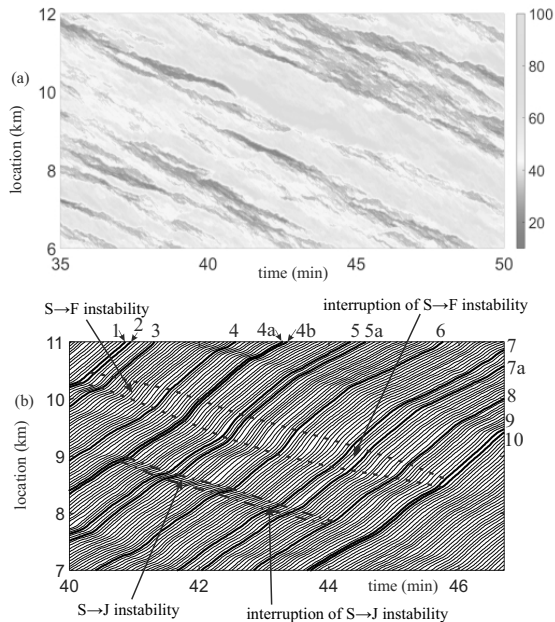 12
100
(a)
80
location (km)
10
60
8
40
20
6
35
40
45
50
time (min)
S→F instability
interruption of S→F instability
1 2 3 4 4a 4b 5 5a 6
11
7
7a
(b)
10
8
location (km)
9
9
10
8
7
40
42
44
time (min)
46
S→J instability
interruption of S→J instability